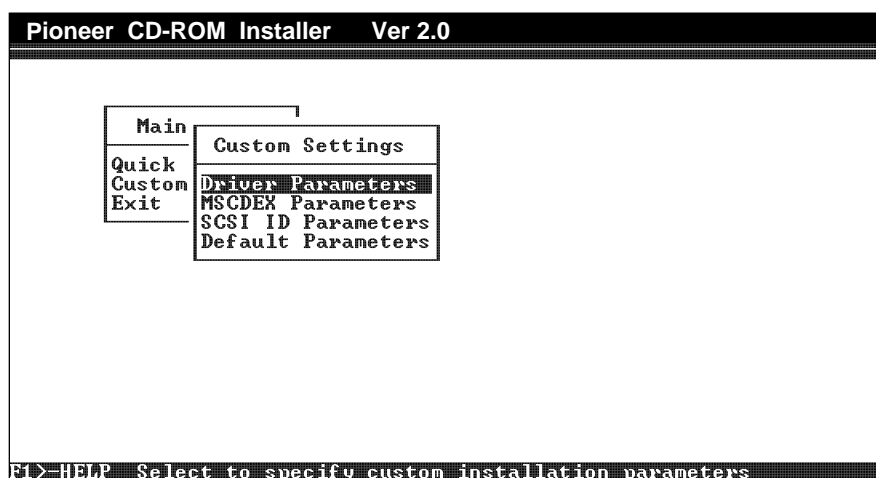 Pioneer CD-ROM Installer Ver 2.0
Main
Custom Settings
Quick
Custom
Exit
Driver Parameters
MSCDEX Parameters
SCSI ID Parameters
Default Parameters
F1>-HELP Select to specify custom installation parameters